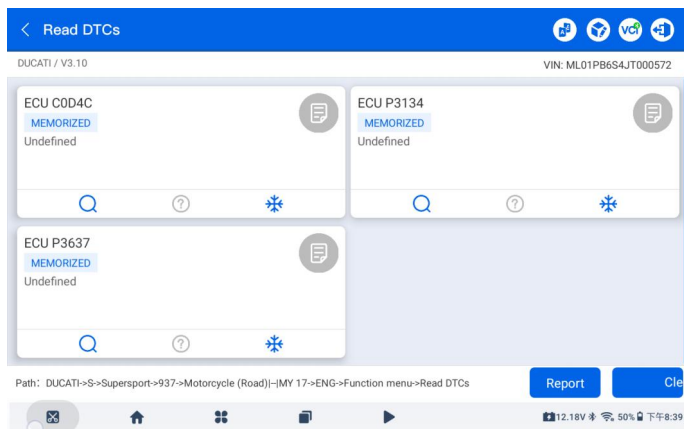 Read DTCs
VCI
DUCATI / V3.10
VIN: ML01PB6S4JT000572
ECU C0D4C
MEMORIZED
Undefined
ECU P3134
MEMORIZED
Undefined
ECU P3637
MEMORIZED
Undefined
Path: DUCATI->S->Supersport->937->Motorcycle (Road)|--|MY 17->ENG->Function menu->Read DTCs
Report
Cle
12.18V 50% 下午8:39